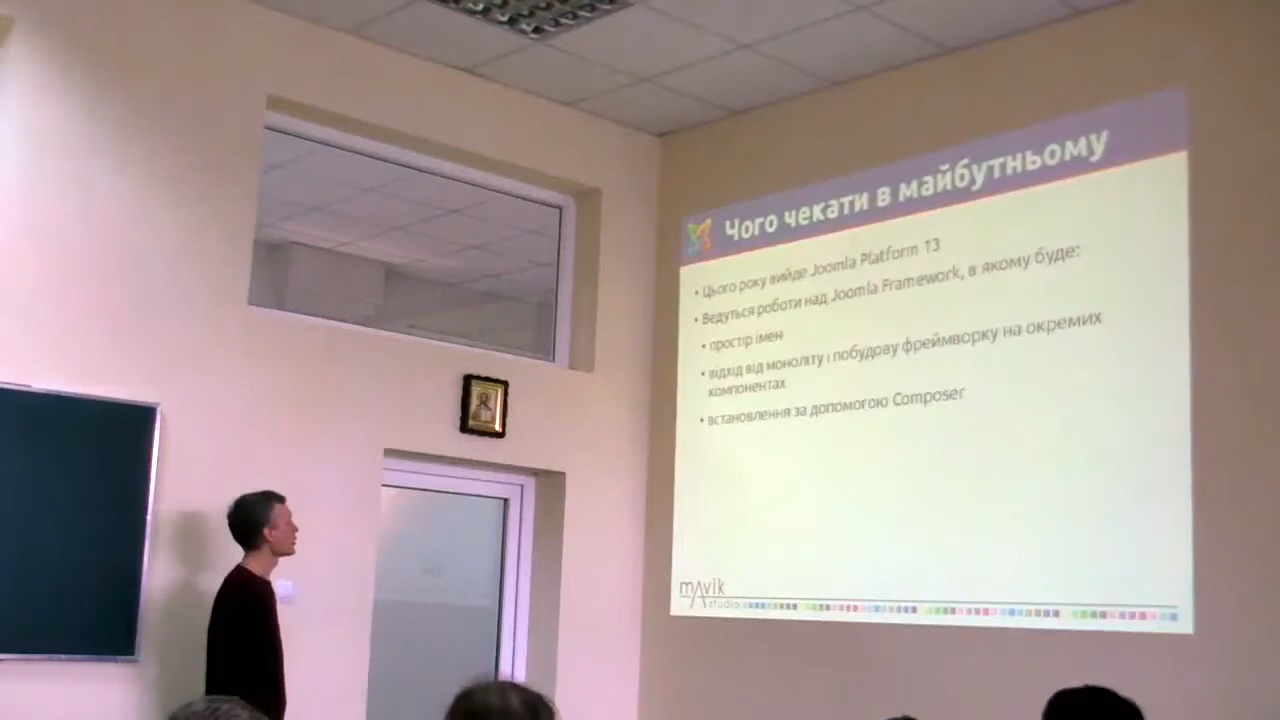 Чого чекати в майбутньому
• Цього року вийде Joomla Platform 13
• Ведуться роботи над Joomla Framework, в якому буде:
• простір імен
• відхід від моноліту і побудову фреймворку на окремих
компонентах
• встановлення за допомогою Composer
mAvik
studio